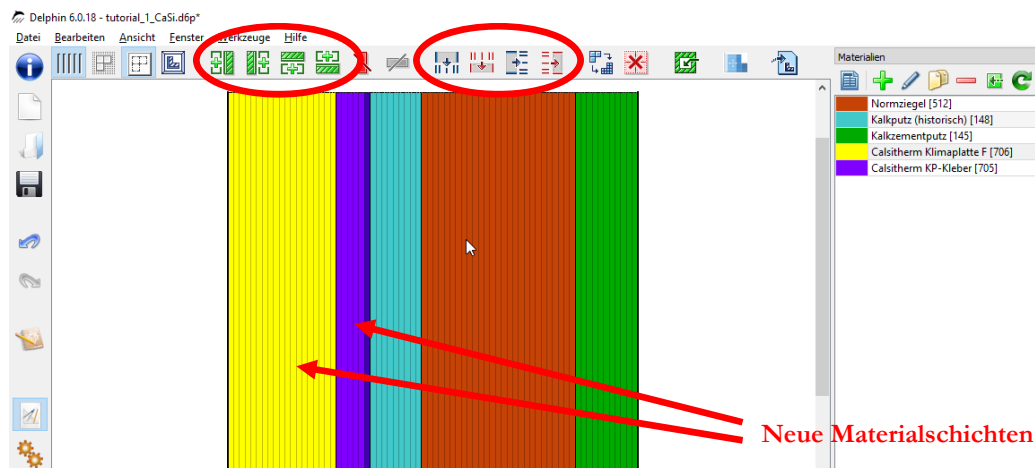 Delphin 6.0.18 - tutorial_1_CaSi.d6p*
Datei Bearbeiten Ansicht Fenster Werkzeuge Hilfe
Materialien
Normziegel [512]
Kalkputz (historisch) [148]
Kalkzementputz [145]
Calsitherm Klimaplatte F [706]
Calsitherm KP-Kleber [705]
Neue Materialschichten